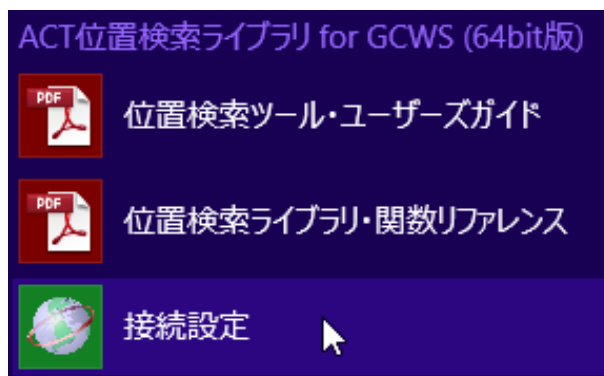 ACT位置検索ライブラリ for GCWS (64bit版)
PDF
位置検索ツール・ユーザーズガイド
PDF
位置検索ライブラリ・関数リファレンス
接続設定